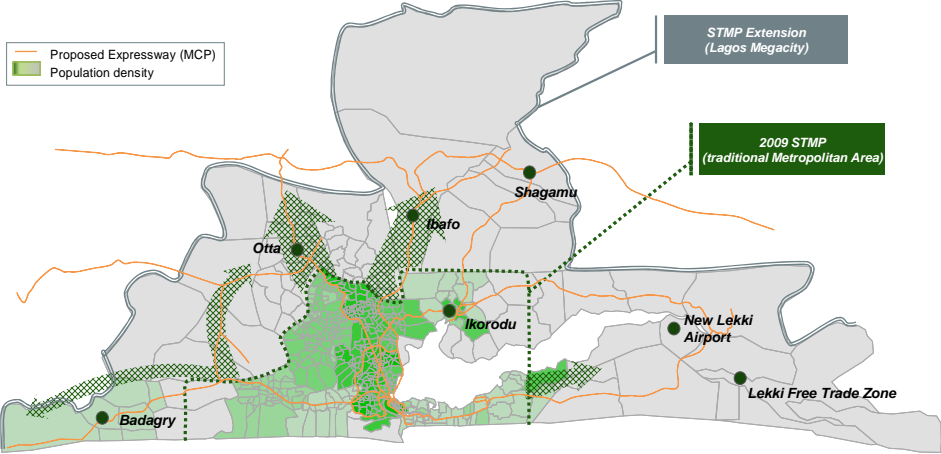 STMP Extension
(Lagos Megacity)
Proposed Expressway (MCP)
Population density
2009 STMP
(traditional Metropolitan Area)
Shagamu
Ibafo
Otta
Ikorodu
New Lekki
Airport
Lekki Free Trade Zone
Badagry